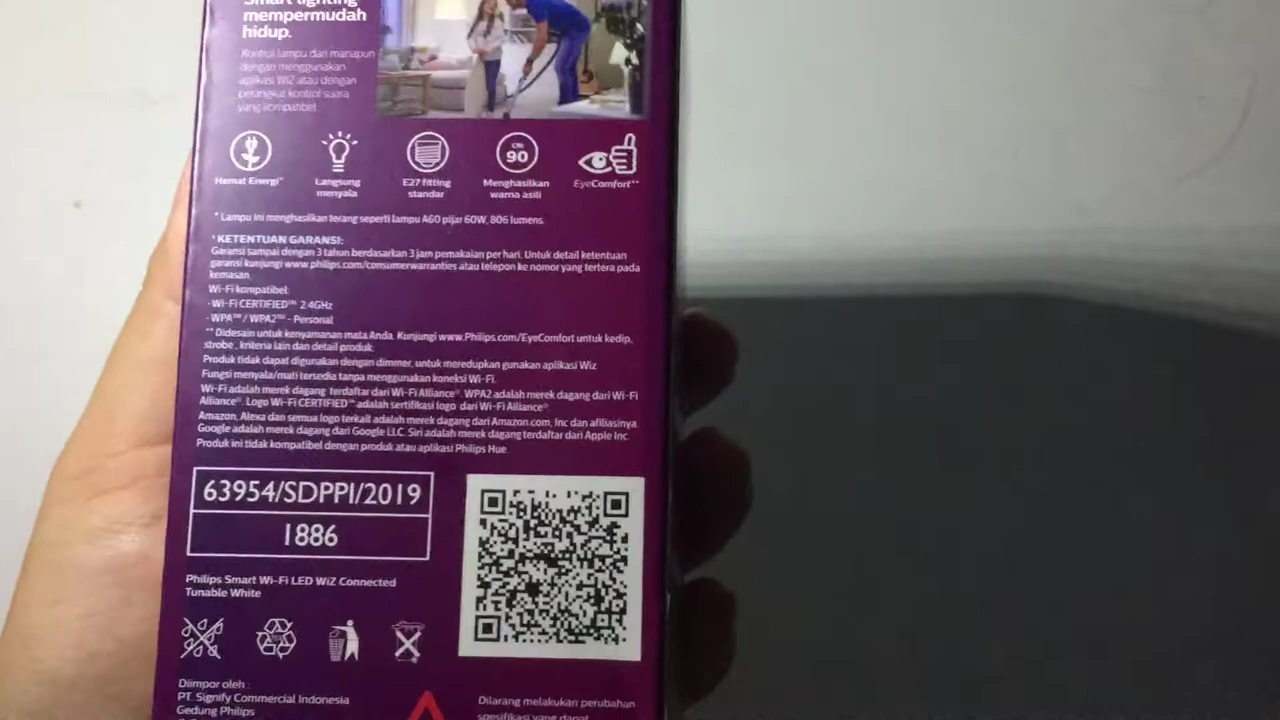 Smart lighting
mempermudah
hidup.
Kontrol lampu dari manapun
dengan menggunakan
aplikasi WiZ atau dengan
perangkat kontrol suara
yang kompatibel
Hemat Energi*
Langsung
menyala
E27 fitting
standar
CRI
90
Menghasilkan
warna asili
EyeComfort**
* Lampu ini menghasilkan terang seperti lampu A60 pijar 60W, 806 lumens.
¹ KETENTUAN GARANSI:
Garansi sampai dengan 3 tahun berdasarkan 3 jam pemakaian per hari. Untuk detail ketentuan
garansi kunjungi www.philips.com/consumerwarranties atau telepon ke nomor yang tertera pada
kemasan.
Wi-Fi kompatibel:
- Wi-Fi CERTIFIED™ 2.4GHz
- WPA™ / WPA2™ - Personal
** Didesain untuk kenyamanan mata Anda. Kunjungi www.Philips.com/EyeComfort untuk kedip,
strobe, kriteria lain dan detail produk.
Produk tidak dapat digunakan dengan dimmer, untuk meredupkan gunakan aplikasi Wiz
Fungsi menyala/mati tersedia tanpa menggunakan koneksi Wi-Fi.
Wi-Fi adalah merek dagang terdaftar dari Wi-Fi Alliance®. WPA2 adalah merek dagang dari Wi-Fi
Alliance®. Logo Wi-Fi CERTIFIED™ adalah sertifikasi logo dari Wi-Fi Alliance®.
Amazon, Alexa dan semua logo terkait adalah merek dagang dari Amazon.com, Inc dan afiliasinya.
Google adalah merek dagang dari Google LLC. Siri adalah merek dagang terdaftar dari Apple Inc.
Produk ini tidak kompatibel dengan produk atau aplikasi Philips Hue.
63954/SDPPI/2019
1886
Philips Smart Wi-Fi LED WiZ Connected
Tunable White
Diimpor oleh :
PT. Signify Commercial Indonesia
Gedung Philips
Dilarang melakukan perubahan
spesifikasi yang dapat